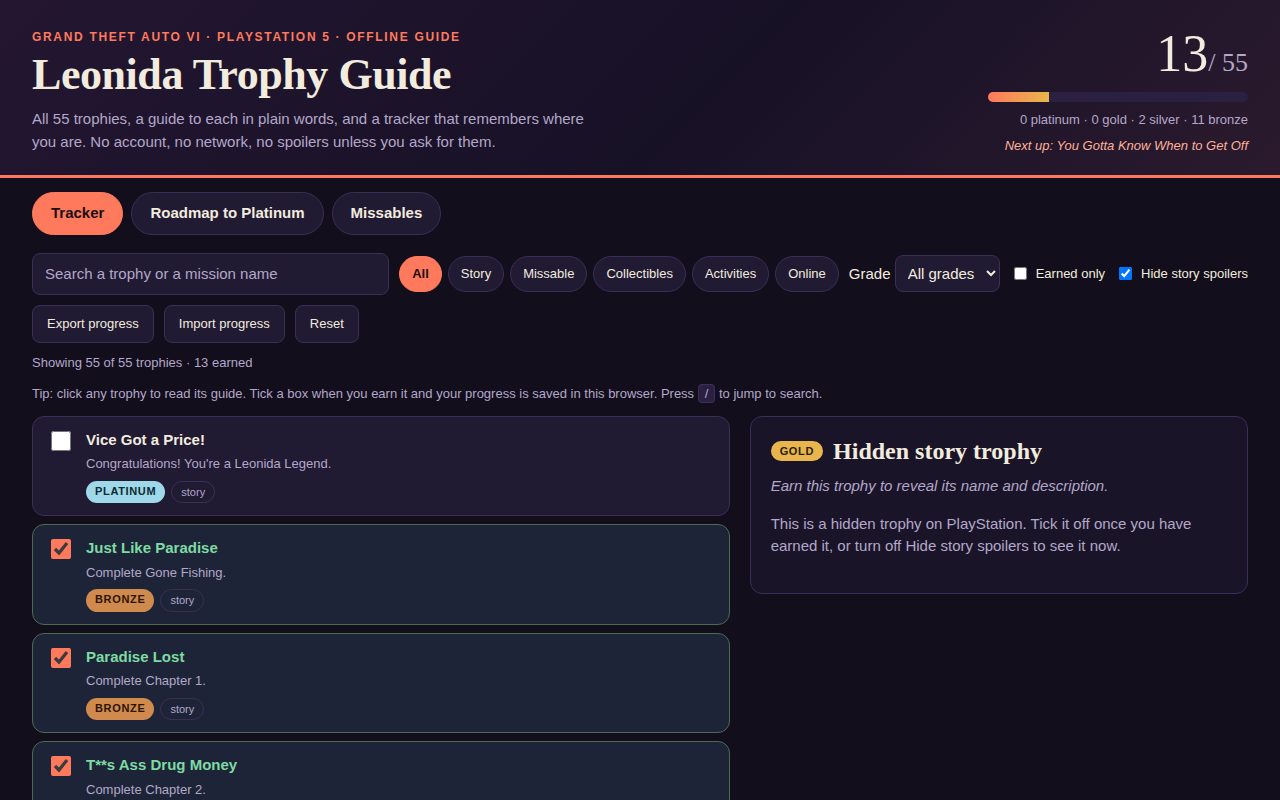 GRAND THEFT AUTO VI · PLAYSTATION 5 · OFFLINE GUIDE
Leonida Trophy Guide
All 55 trophies, a guide to each in plain words, and a tracker that remembers where
you are. No account, no network, no spoilers unless you ask for them.
13/ 55
0 platinum · 0 gold · 2 silver · 11 bronze
Next up: You Gotta Know When to Get Off
Tracker
Roadmap to Platinum
Missables
Search a trophy or a mission name
All
Story
Missable
Collectibles
Activities
Online
Grade
All grades
Earned only
Hide story spoilers
Export progress
Import progress
Reset
Showing 55 of 55 trophies · 13 earned
Tip: click any trophy to read its guide. Tick a box when you earn it and your progress is saved in this browser. Press / to jump to search.
Vice Got a Price!
Congratulations! You're a Leonida Legend.
PLATINUM story
Just Like Paradise
Complete Gone Fishing.
BRONZE story
Paradise Lost
Complete Chapter 1.
BRONZE story
T**s Ass Drug Money
Complete Chapter 2.
GOLD Hidden story trophy
Earn this trophy to reveal its name and description.
This is a hidden trophy on PlayStation. Tick it off once you have
earned it, or turn off Hide story spoilers to see it now.